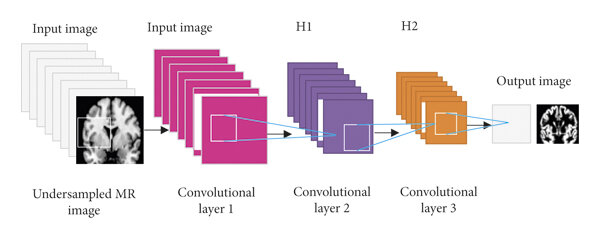 Input image
Input image
H1
H2
Output image
Undersampled MR
image
Convolutional
layer 1
Convolutional
layer 2
Convolutional
layer 3